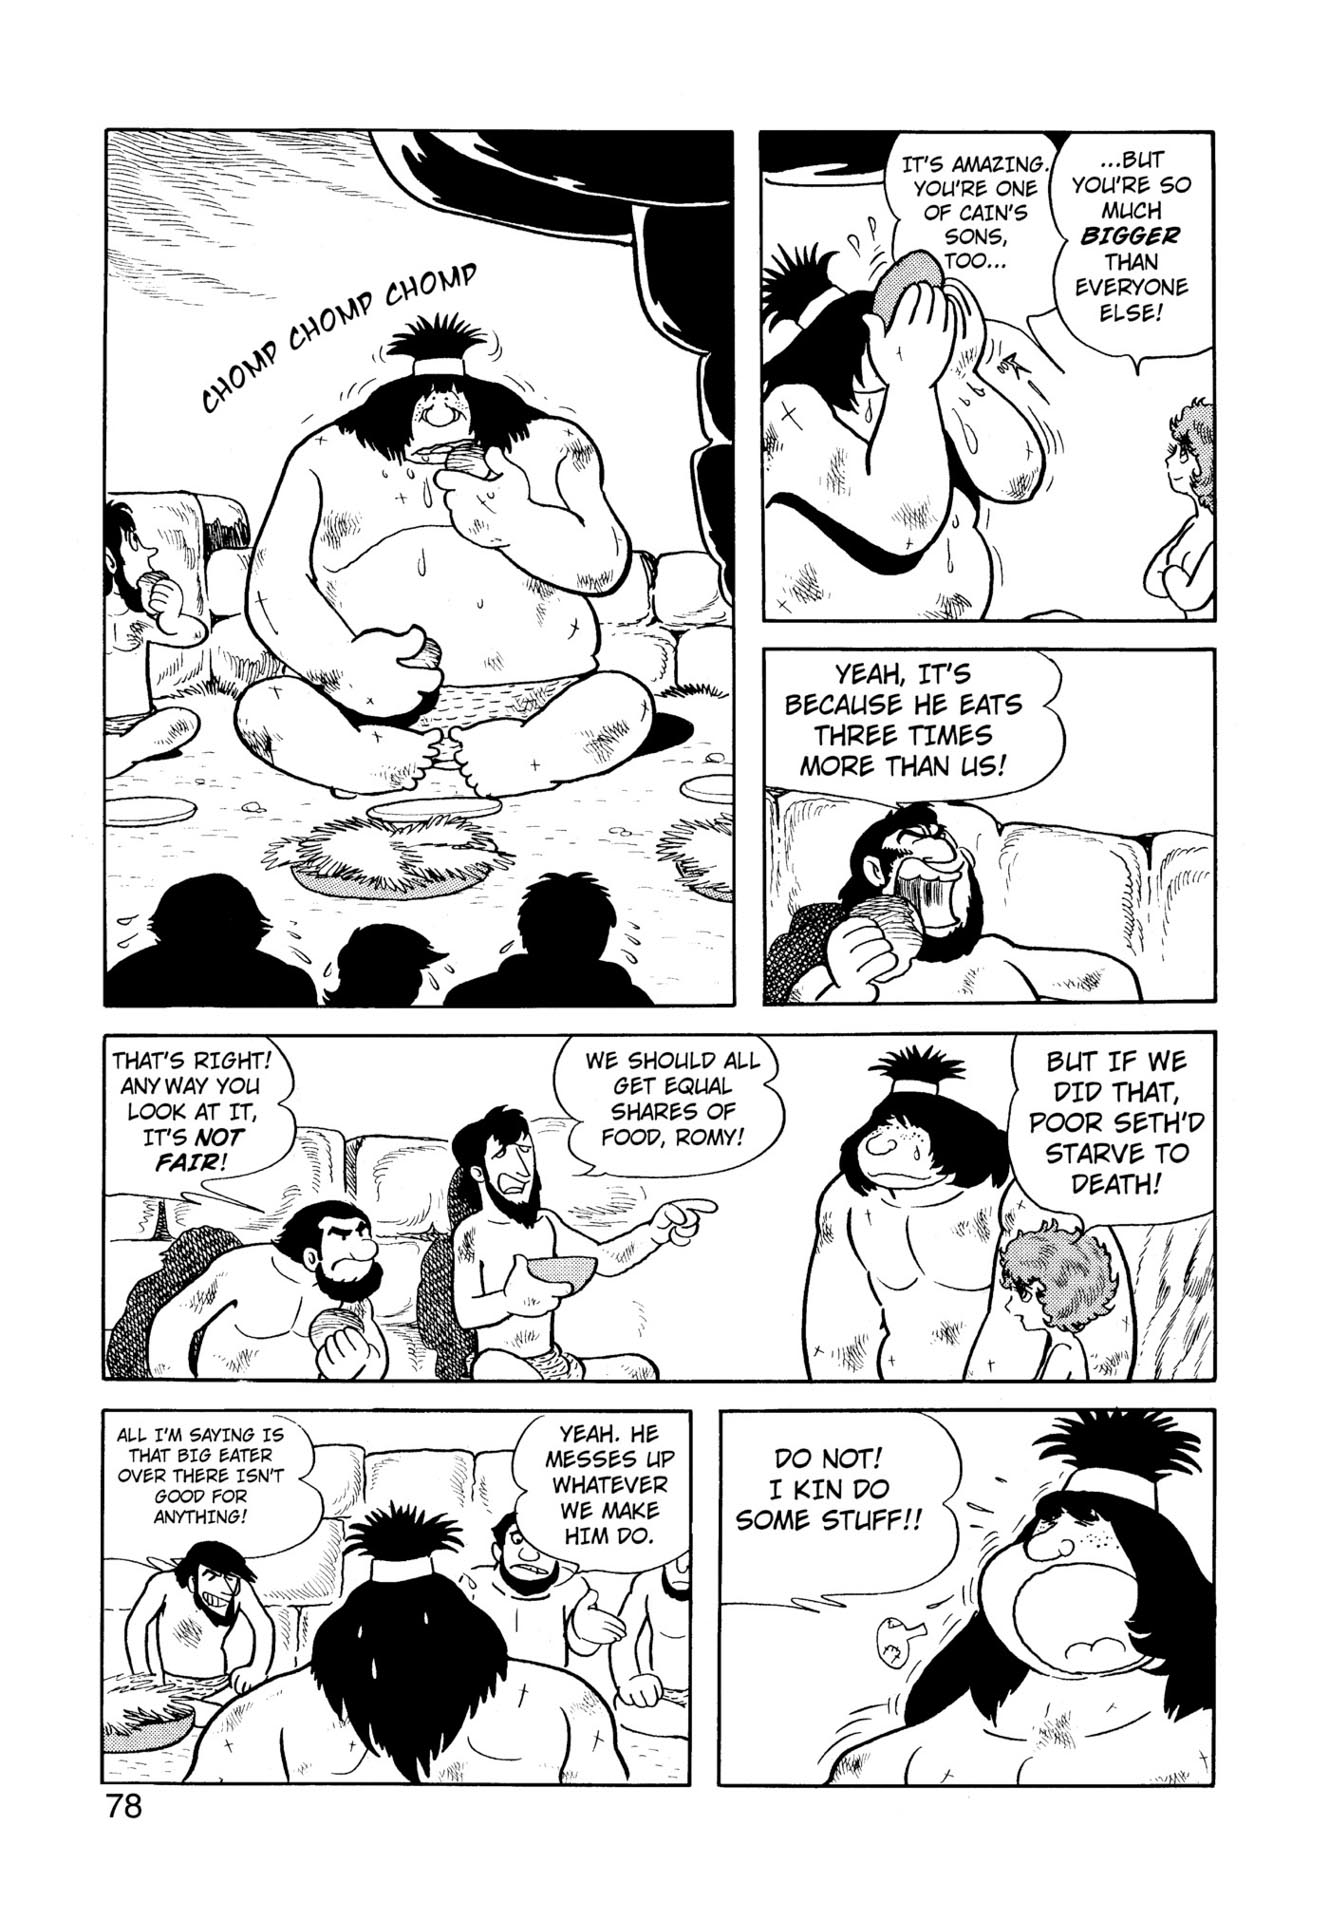 CHOMP CHOMP CHOMP
IT'S AMAZING.
YOU'RE ONE
OF CAIN'S
SONS,
TOO...
...BUT
YOU'RE SO
MUCH
BIGGER
THAN
EVERYONE
ELSE!
YEAH, IT'S
BECAUSE HE EATS
THREE TIMES
MORE THAN US!
THAT'S RIGHT!
ANY WAY YOU
LOOK AT IT,
IT'S NOT
FAIR!
WE SHOULD ALL
GET EQUAL
SHARES OF
FOOD, ROMY!
BUT IF WE
DID THAT,
POOR SETH'D
STARVE TO
DEATH!
ALL I'M SAYING IS
THAT BIG EATER
OVER THERE ISN'T
GOOD FOR
ANYTHING!
YEAH. HE
MESSES UP
WHATEVER
WE MAKE
HIM DO.
DO NOT!
I KIN DO
SOME STUFF!!
78